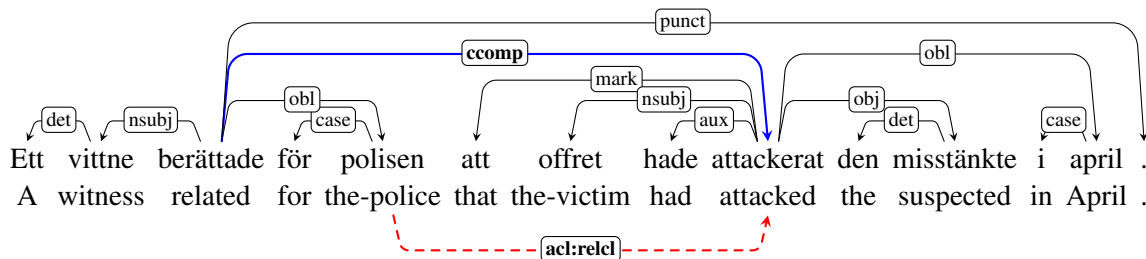 punct
ccomp obl
mark
obl nsubj obj
det nsubj case aux det case
Ett vittne berättade för polisen att offret hade attackerat den misstänkte i april .
A witness related for the-police that the-victim had attacked the suspected in April .
acl:relcl